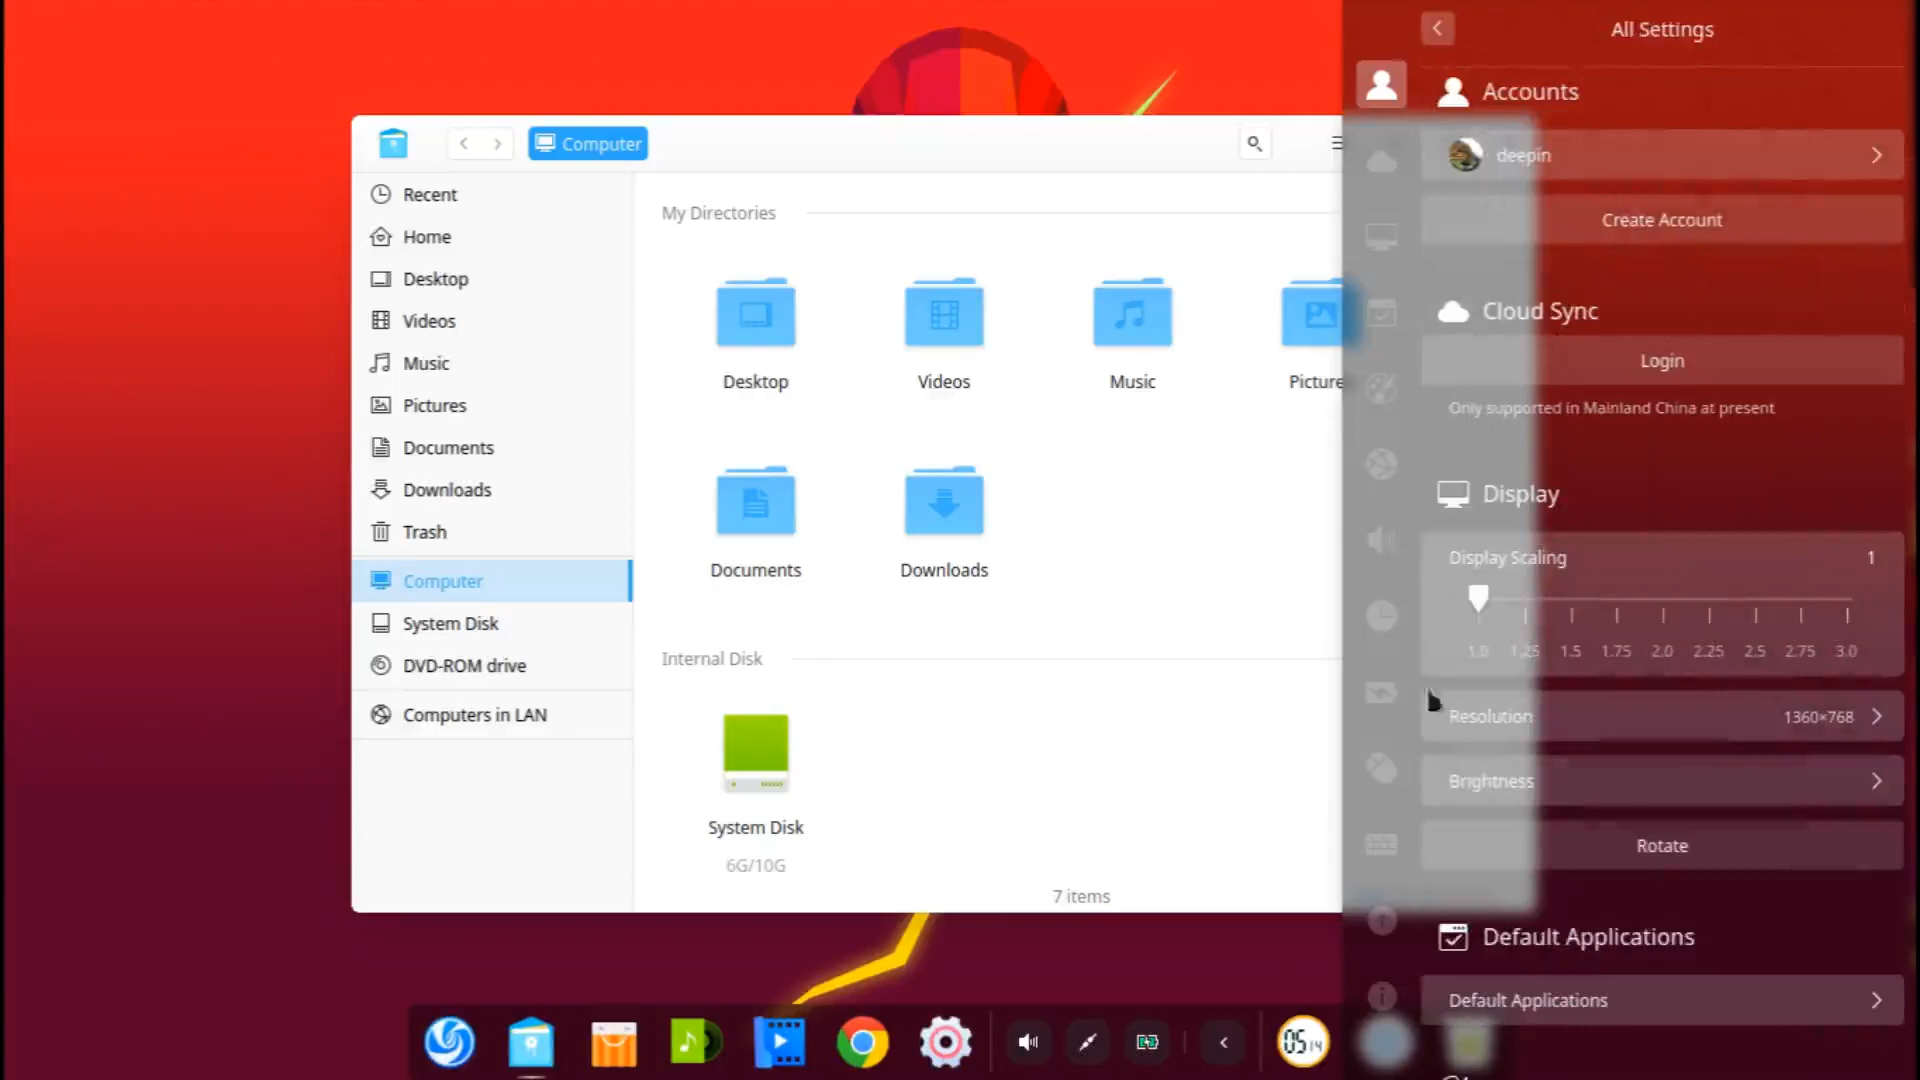 Computer
Recent
Home
Desktop
Videos
Music
Pictures
Documents
Downloads
Trash
Computer
System Disk
DVD-ROM drive
Computers in LAN
My Directories
Desktop
Videos
Music
Picture
Documents
Downloads
Internal Disk
System Disk
6G/10G
7 items
All Settings
Accounts
deepin
Create Account
Cloud Sync
Login
Only supported in Mainland China at present
Display
Display Scaling 1
1.0 1.25 1.5 1.75 2.0 2.25 2.5 2.75 3.0
Resolution 1360×768
Brightness
Rotate
Default Applications
Default Applications
05 14